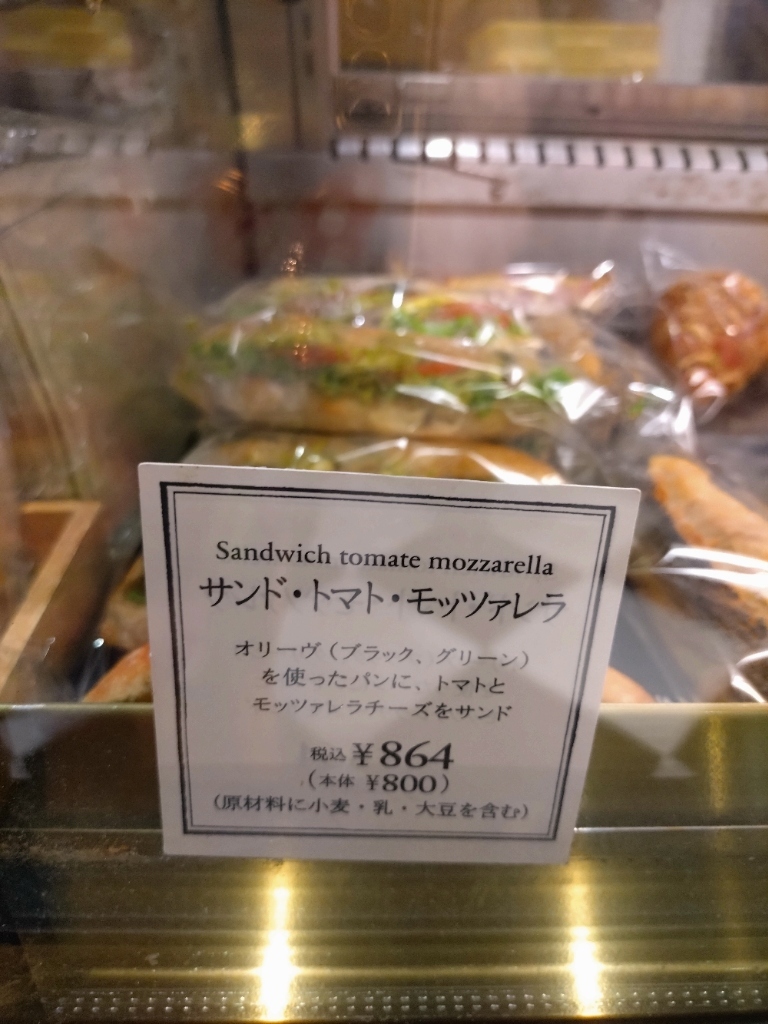 Sandwich tomate mozzarella
サンド・トマト・モッツァレラ
オリーヴ（ブラック、グリーン）
を使ったパンに、トマトと
モッツァレラチーズをサンド
税込 ¥864
（本体 ¥800）
（原材料に小麦・乳・大豆を含む）